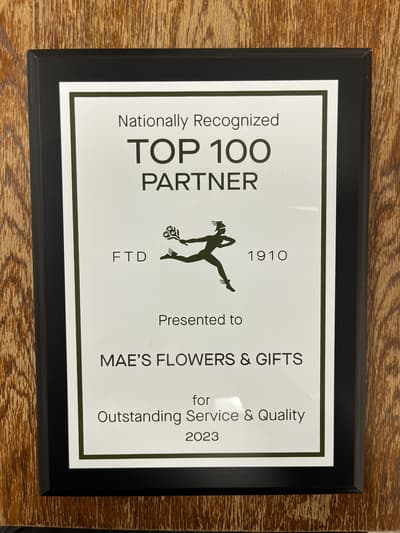 Nationally Recognized
TOP 100
PARTNER
FTD 1910
Presented to
MAE'S FLOWERS & GIFTS
for
Outstanding Service & Quality
2023